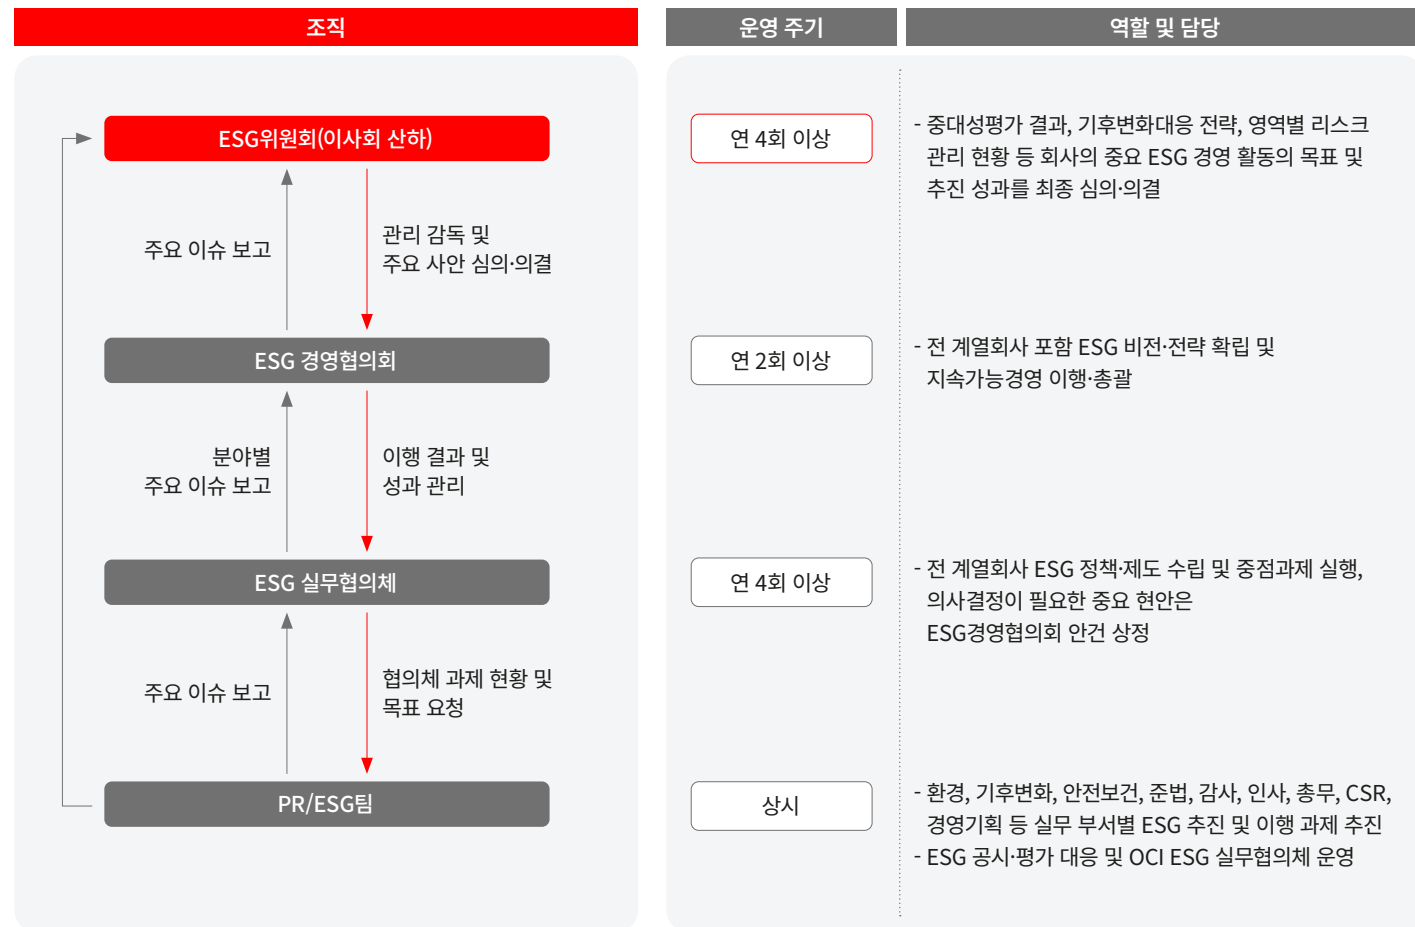 조직
운영 주기
역할 및 담당
ESG위원회(이사회 산하)
연 4회 이상
- 중대성평가 결과, 기후변화대응 전략, 영역별 리스크
관리 현황 등 회사의 중요 ESG 경영 활동의 목표 및
추진 성과를 최종 심의·의결
주요 이슈 보고
관리 감독 및
주요 사안 심의·의결
ESG 경영협의회
연 2회 이상
- 전 계열회사 포함 ESG 비전·전략 확립 및
지속가능경영 이행·총괄
분야별
주요 이슈 보고
이행 결과 및
성과 관리
ESG 실무협의체
연 4회 이상
- 전 계열회사 ESG 정책·제도 수립 및 중점과제 실행,
의사결정이 필요한 중요 현안은
ESG경영협의회 안건 상정
주요 이슈 보고
협의체 과제 현황 및
목표 요청
PR/ESG팀
상시
- 환경, 기후변화, 안전보건, 준법, 감사, 인사, 총무, CSR,
경영기획 등 실무 부서별 ESG 추진 및 이행 과제 추진
- ESG 공시·평가 대응 및 OCI ESG 실무협의체 운영